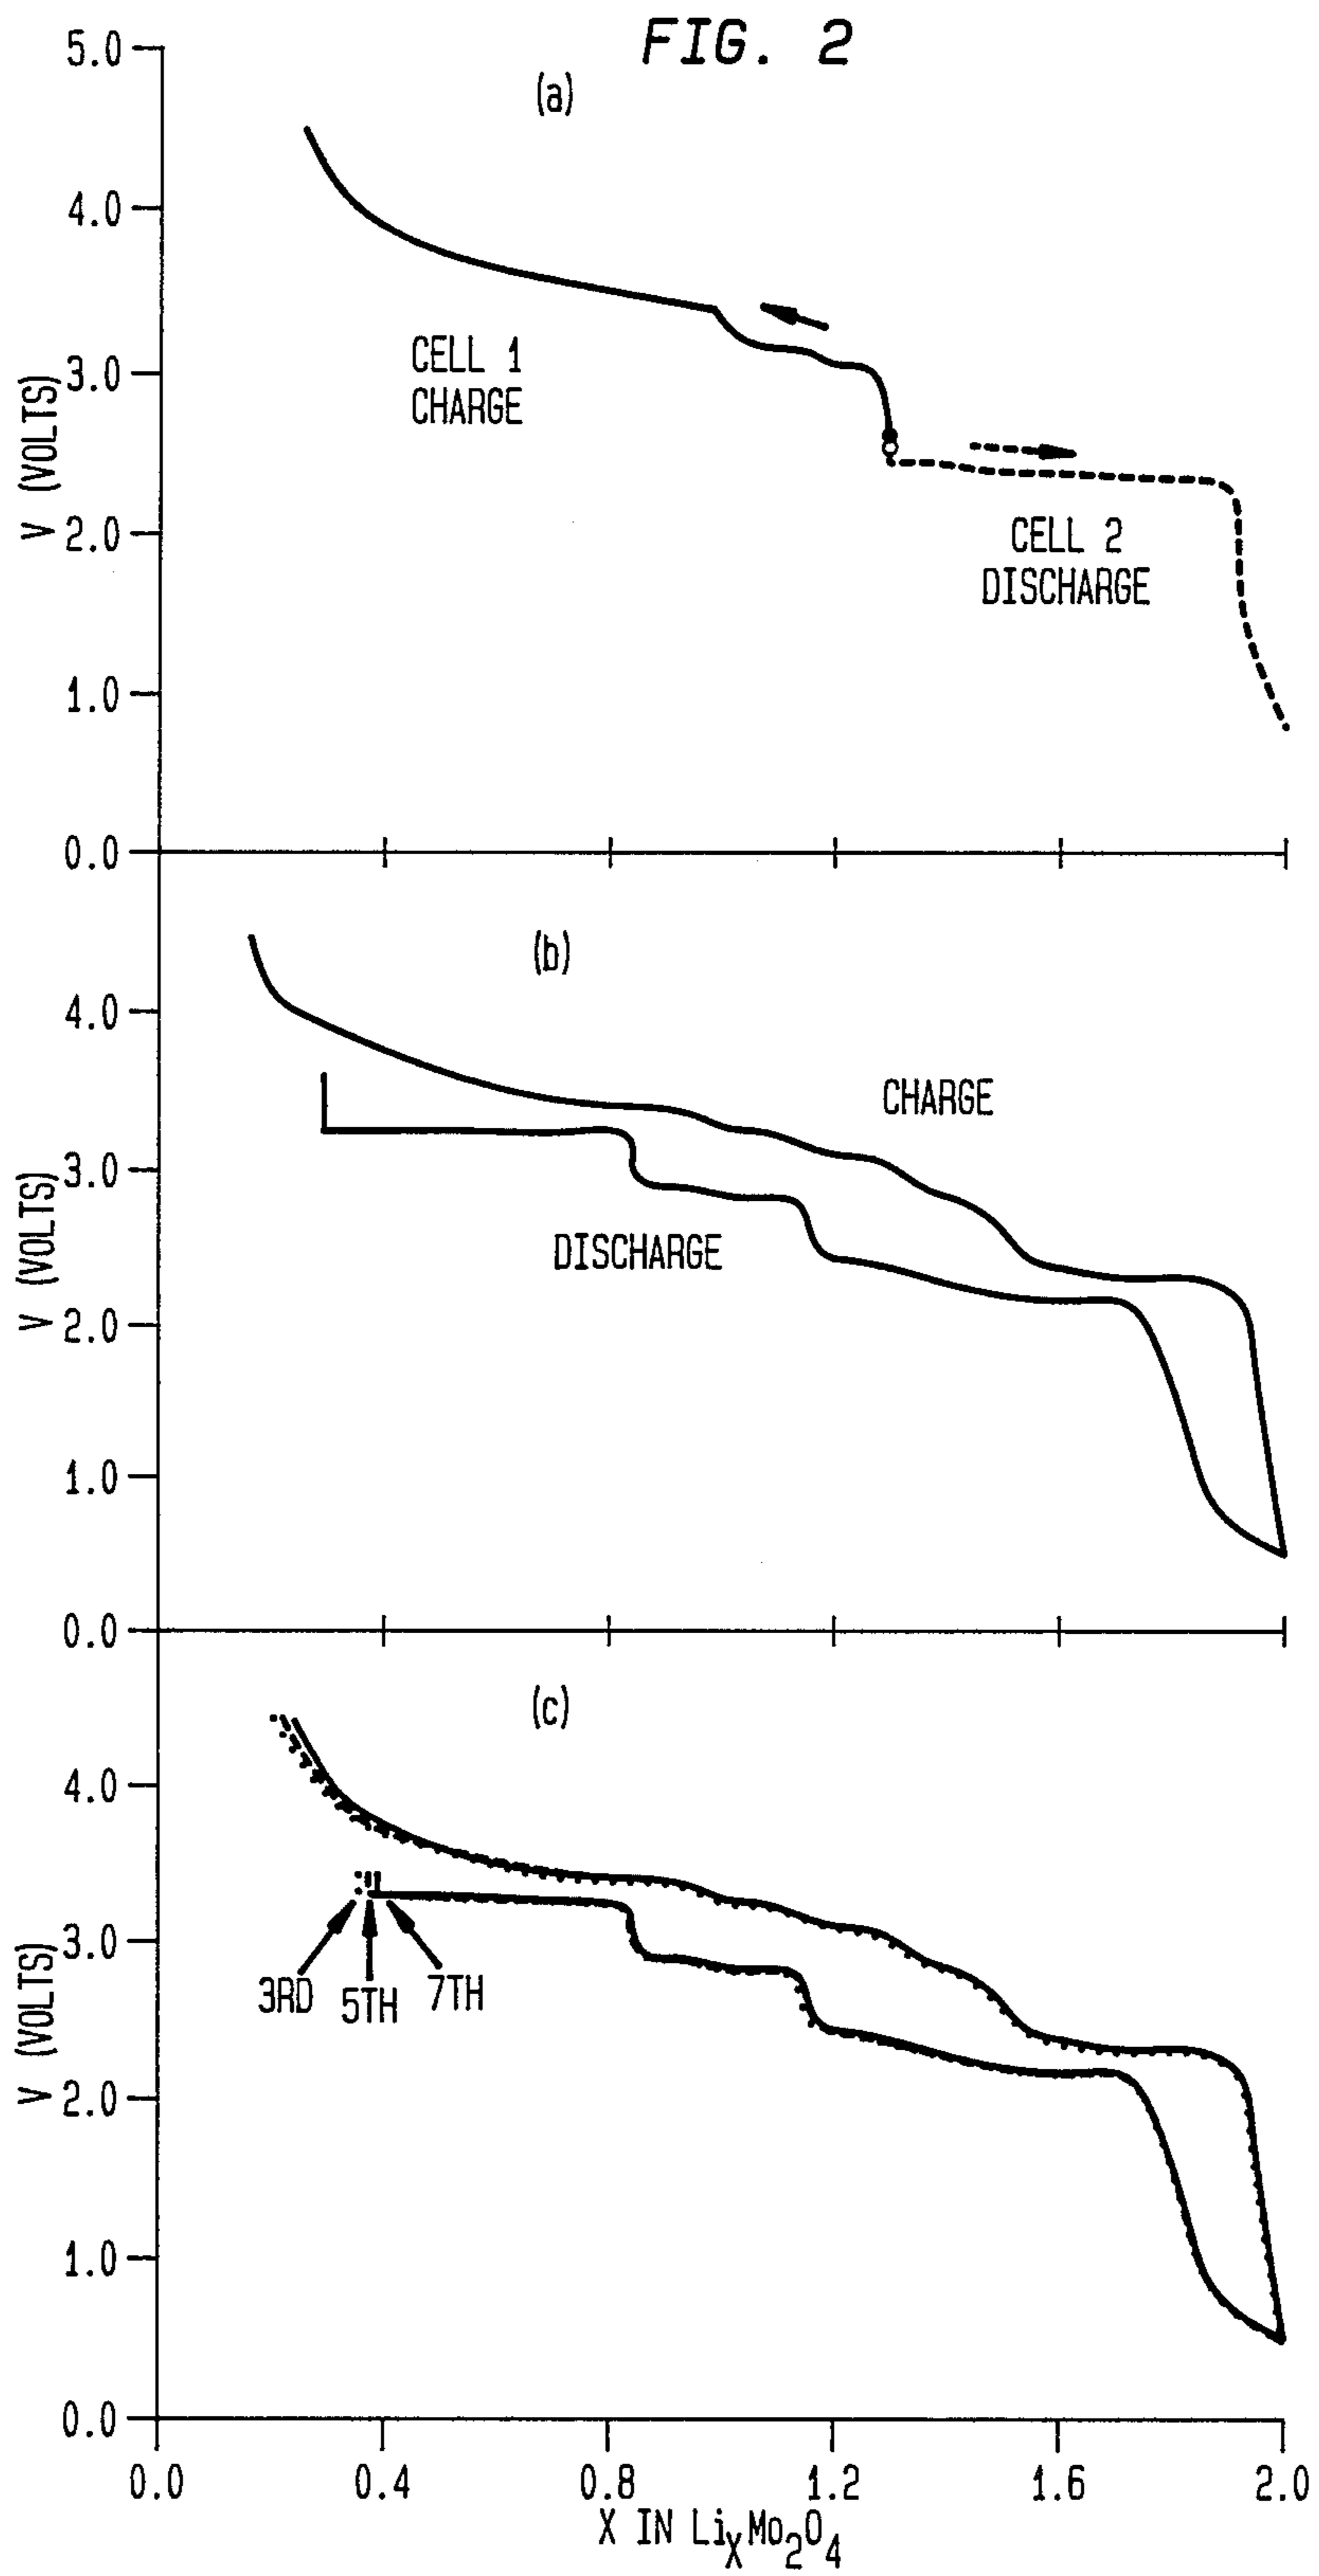 FIG. 2
(a)
5.0
4.0
3.0
2.0
1.0
0.0
V (VOLTS)
CELL 1
CHARGE
CELL 2
DISCHARGE
(b)
4.0
3.0
2.0
1.0
0.0
V (VOLTS)
CHARGE
DISCHARGE
(c)
4.0
3.0
2.0
1.0
0.0
V (VOLTS)
3RD
5TH
7TH
0.0 0.4 0.8 1.2 1.6 2.0
X IN LiXMo2O4